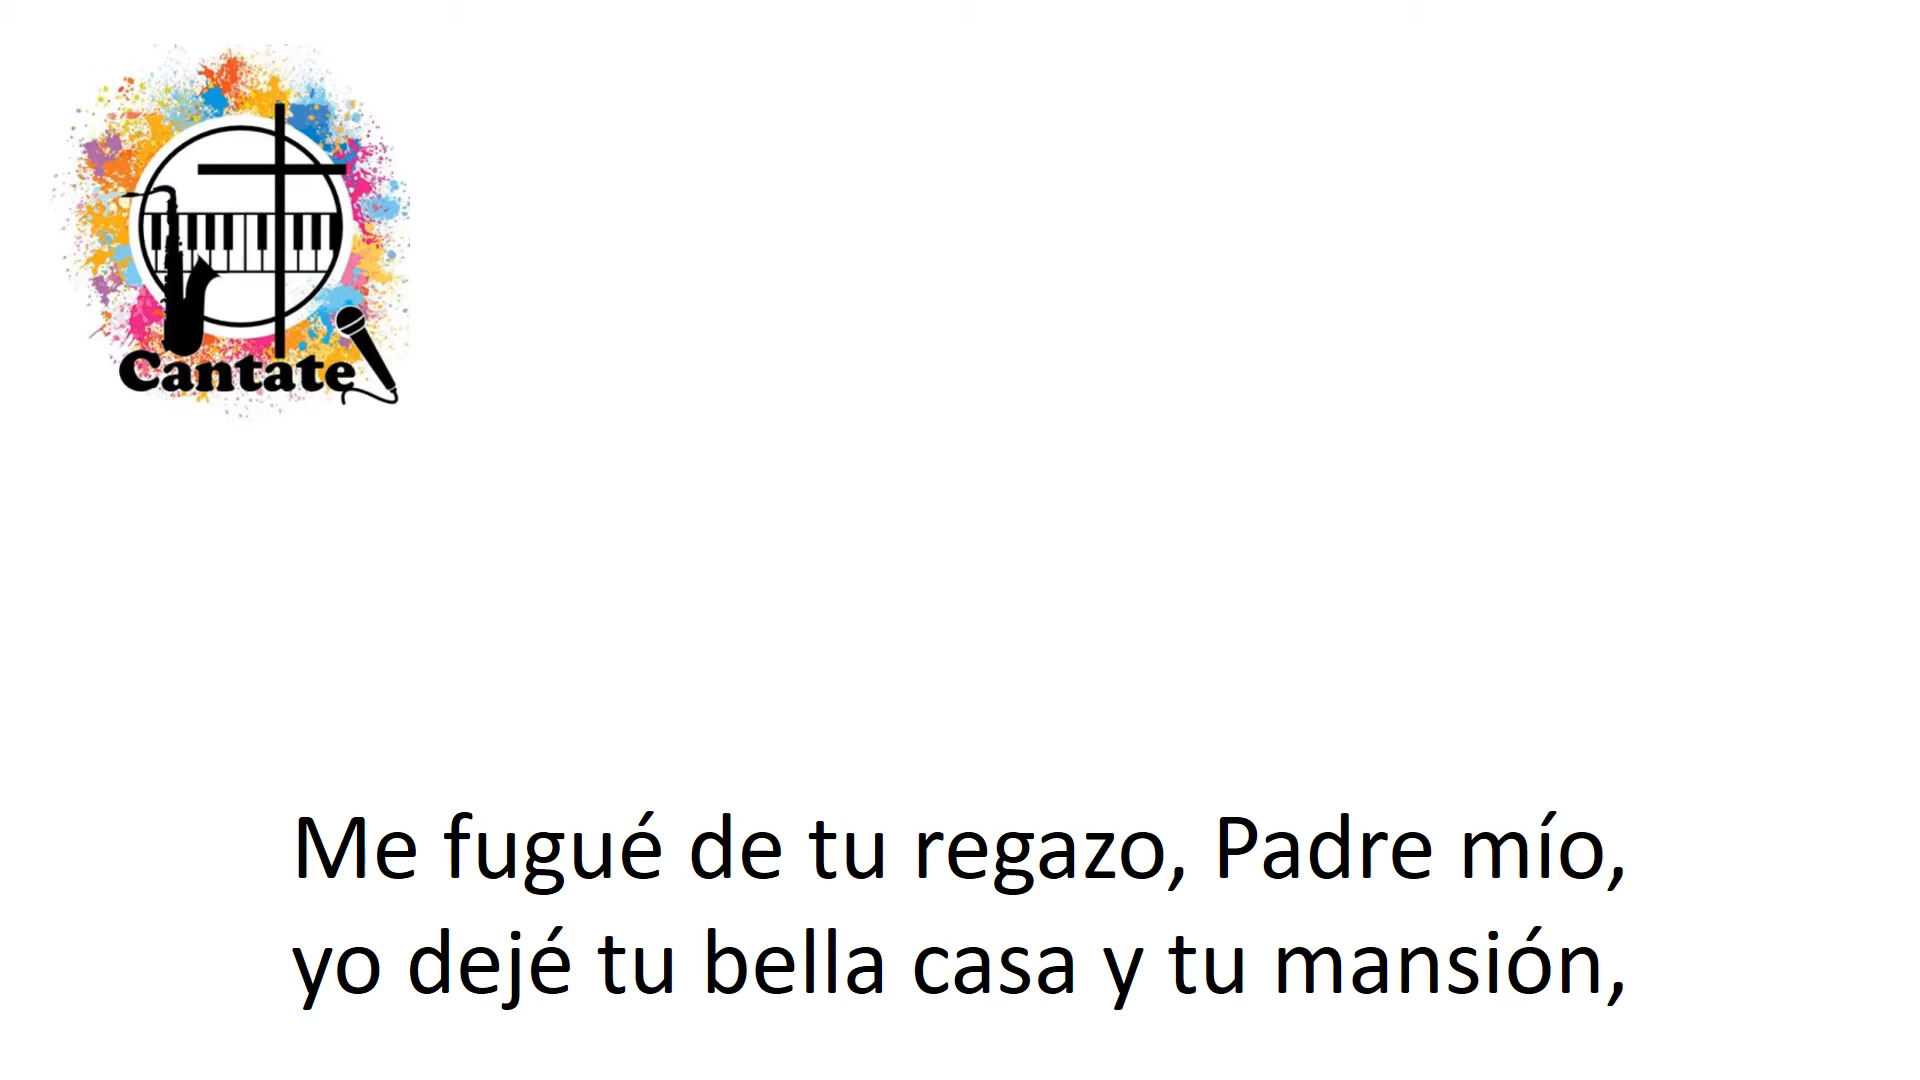 Cantate
Me fugué de tu regazo, Padre mío,
yo dejé tu bella casa y tu mansión,